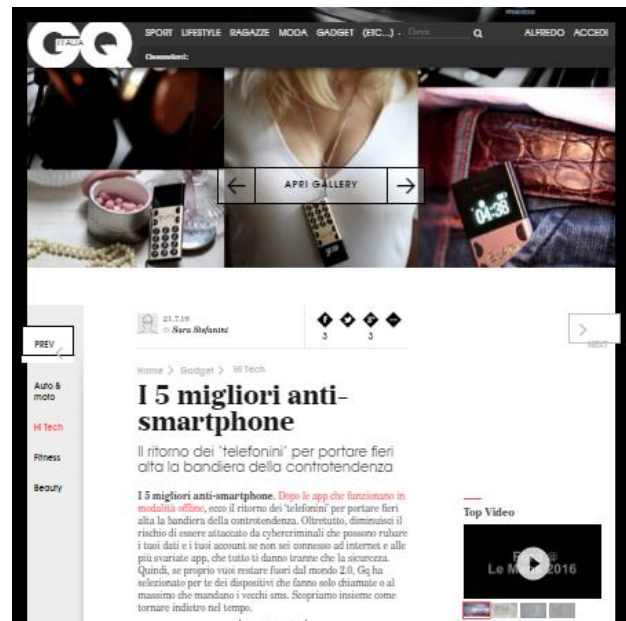 GQ
ITALIA
SPORT LIFESTYLE RAGAZZE MODA GADGET (ETC...) Cerca ALFREDO ACCEDI
APRI GALLERY
04:38
21.7.16
di Sara Stefanini
3 3
PREV
NEXT
Auto & moto
Hi Tech
Fitness
Beauty
Home > Gadget > Hi Tech
I 5 migliori anti-
smartphone
Il ritorno dei 'telefonini' per portare fieri
alta la bandiera della controtendenza
I 5 migliori anti-smartphone. Dopo le app che funzionano in
modalità offline, ecco il ritorno dei 'telefonini' per portare fieri
alta la bandiera della controtendenza. Oltretutto, diminuisci il
rischio di essere attaccato da cybercriminali che possono rubare
i tuoi dati e i tuoi account se non sei connesso ad internet e alle
più svariate app, che tutto ti danno tranne che la sicurezza.
Quindi, se proprio vuoi restare fuori dal mondo 2.0, Gq ha
selezionato per te dei dispositivi che fanno solo chiamate o al
massimo che mandano i vecchi sms. Scopriamo insieme come
tornare indietro nel tempo.
Top Video
Le Mans 2016